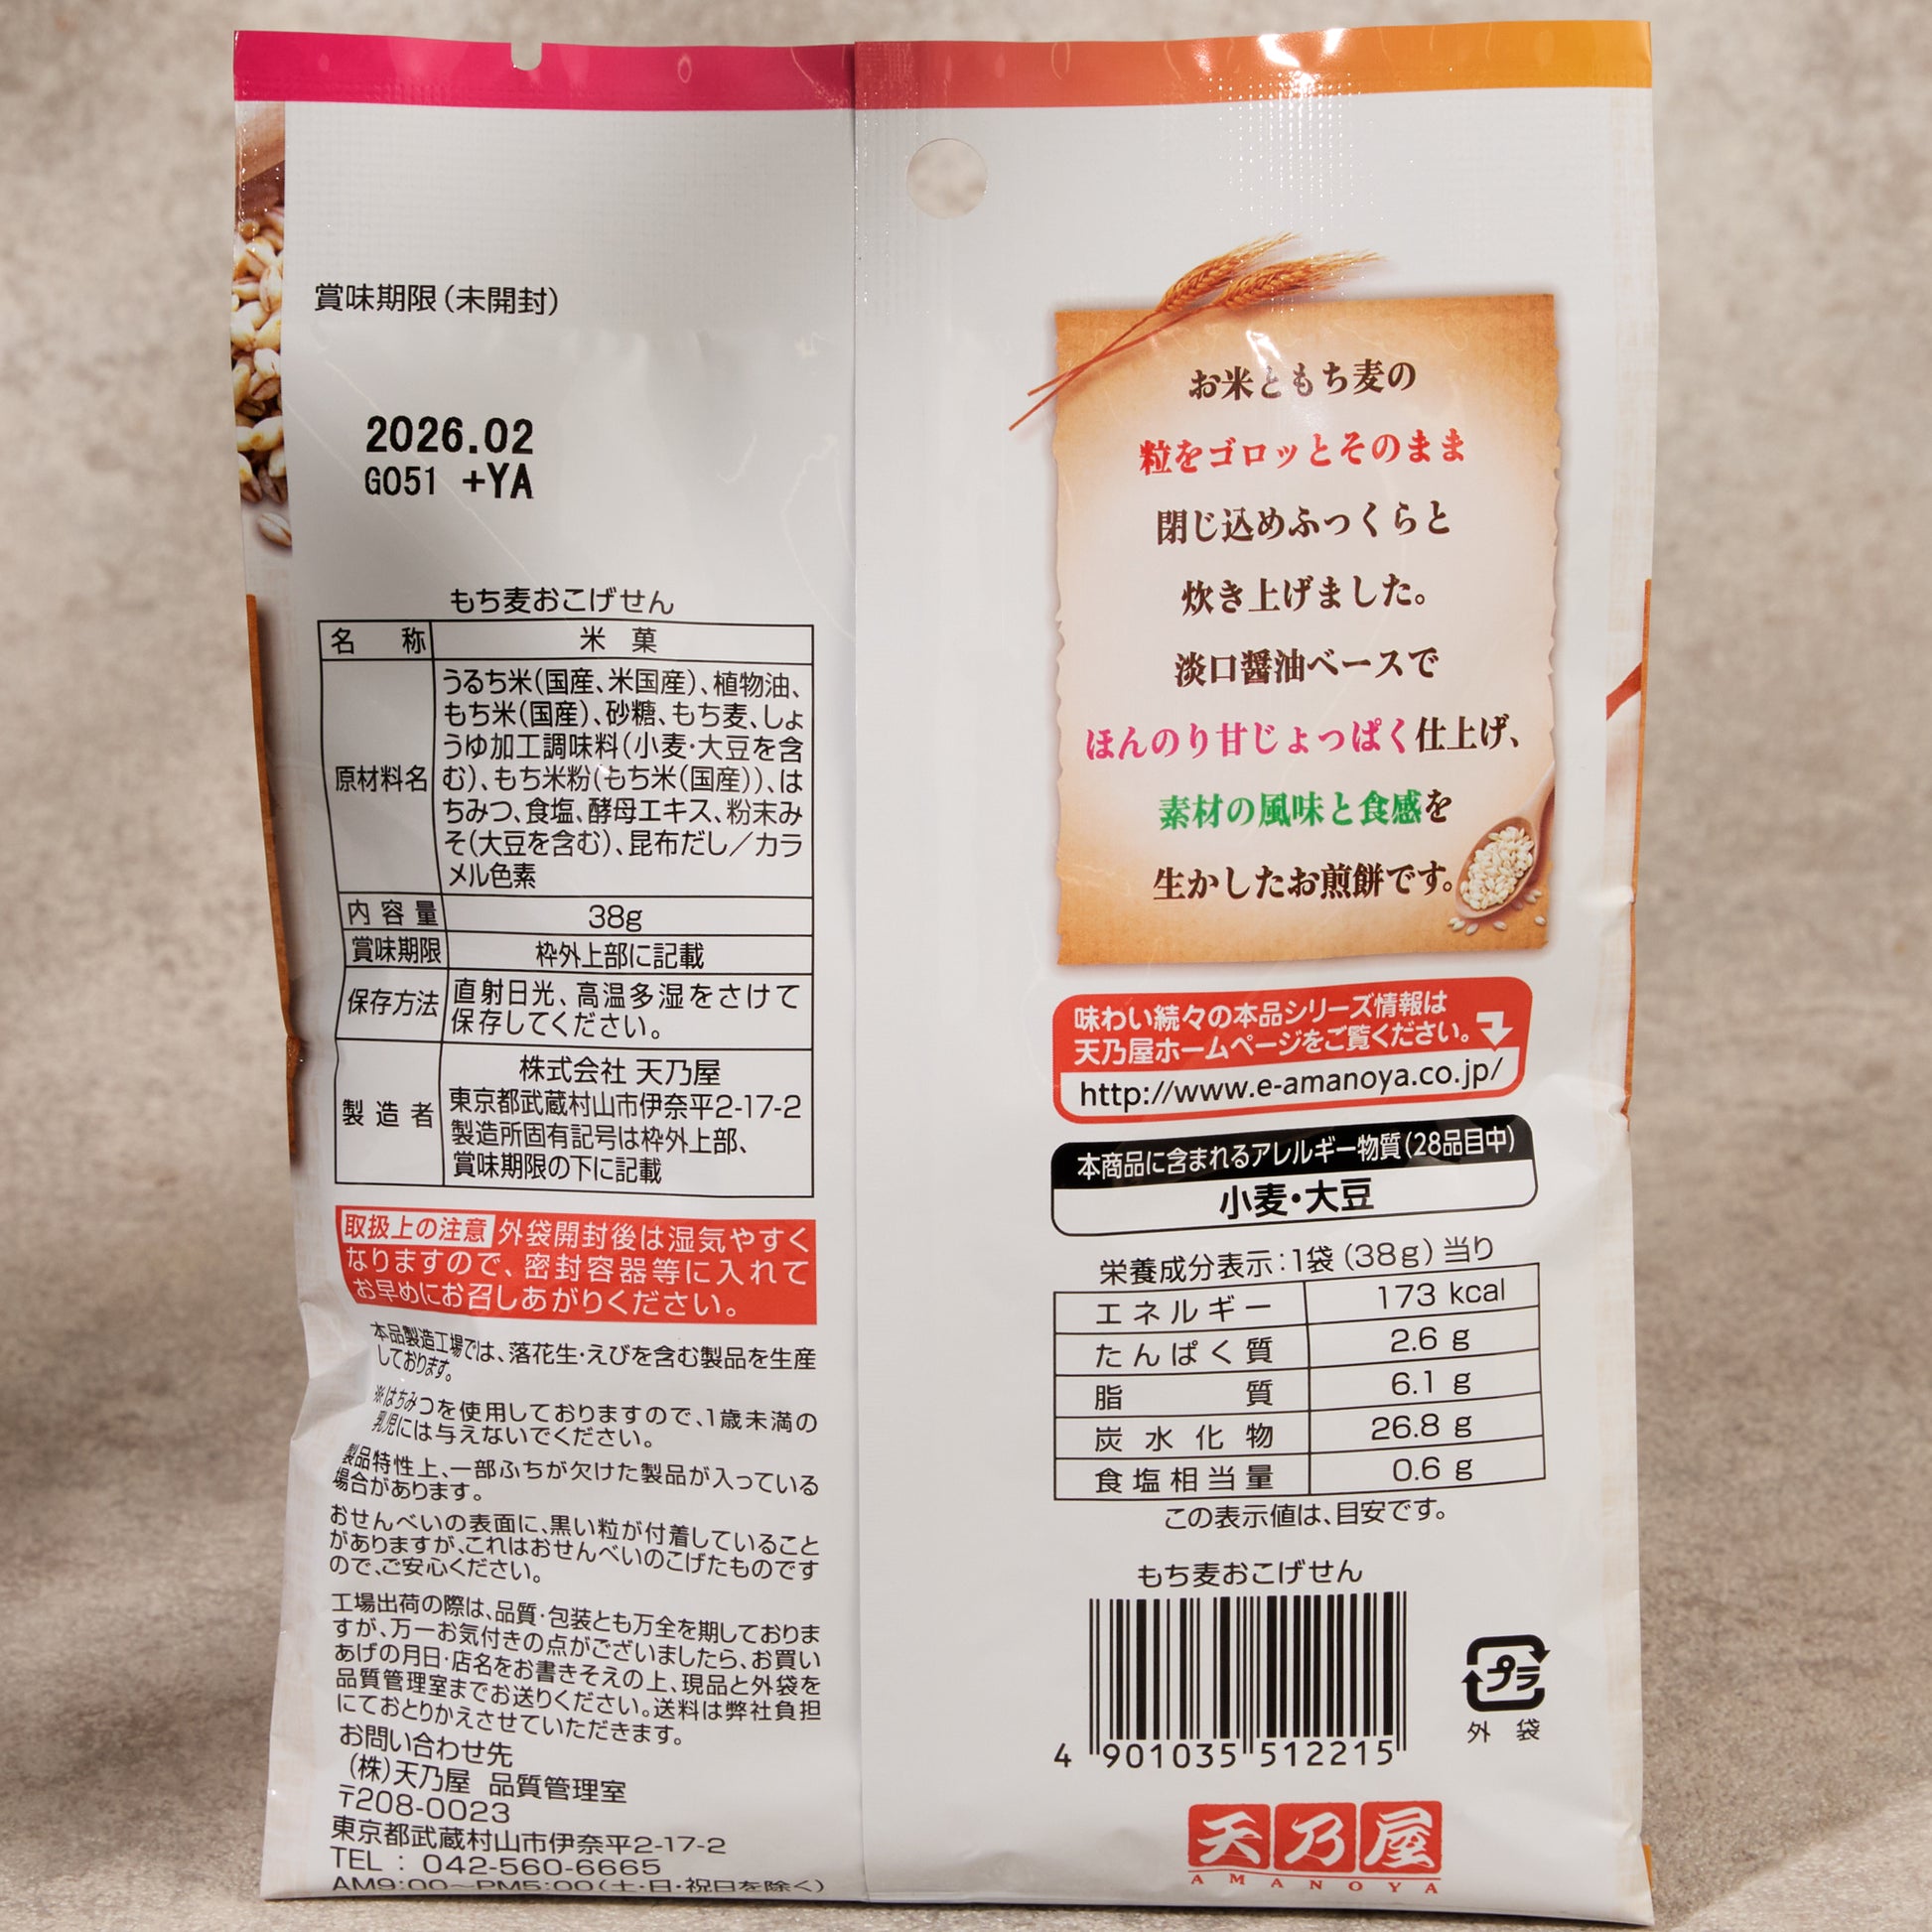 賞味期限(未開封)
2026.02
G051 +YA
もち麦おこげせん
名 称 米 菓
原材料名
うるち米(国産、米国産)、植物油、
もち米(国産)、砂糖、もち麦、しょ
うゆ加工調味料(小麦・大豆を含
む)、もち米粉(もち米(国産))、は
ちみつ、食塩、酵母エキス、粉末み
そ(大豆を含む)、昆布だし/カラ
メル色素
内容量 38g
賞味期限 枠外上部に記載
保存方法
直射日光、高温多湿をさけて
保存してください。
製造者
株式会社 天乃屋
東京都武蔵村山市伊奈平2-17-2
製造所固有記号は枠外上部、
賞味期限の下に記載
取扱上の注意 外袋開封後は湿気やすく
なりますので、密封容器等に入れて
お早めにお召しあがりください。
本品製造工場では、落花生・えびを含む製品を生産
しております。
※はちみつを使用しておりますので、1歳未満の
乳児には与えないでください。
製品特性上、一部ふちが欠けた製品が入っている
場合があります。
おせんべいの表面に、黒い粒が付着していること
がありますが、これはおせんべいのこげたものです
ので、ご安心ください。
工場出荷の際は、品質・包装とも万全を期しておりま
すが、万一お気付きの点がございましたら、お買い
あげの月日・店名をお書きそえの上、現品と外袋を
品質管理室までお送りください。送料は弊社負担
にておとりかえさせていただきます。
お問い合わせ先
(株)天乃屋 品質管理室
〒208-0023
東京都武蔵村山市伊奈平2-17-2
TEL : 042-560-6665
AM9:00〜PM5:00(土・日・祝日を除く)
お米ともち麦の
粒をゴロッとそのまま
閉じ込めふっくらと
炊き上げました。
淡口醤油ベースで
ほんのり甘じょっぱく仕上げ、
素材の風味と食感を
生かしたお煎餅です。
味わい続々の本品シリーズ情報は
天乃屋ホームページをご覧ください。
http://www.e-amanoya.co.jp/
本商品に含まれるアレルギー物質(28品目中)
小麦・大豆
栄養成分表示:1袋(38g)当り
エネルギー 173 kcal
たんぱく質 2.6 g
脂質 6.1 g
炭水化物 26.8 g
食塩相当量 0.6 g
この表示値は、目安です。
もち麦おこげせん
4 901035 512215
プラ
外 袋
天乃屋
AMANOYA